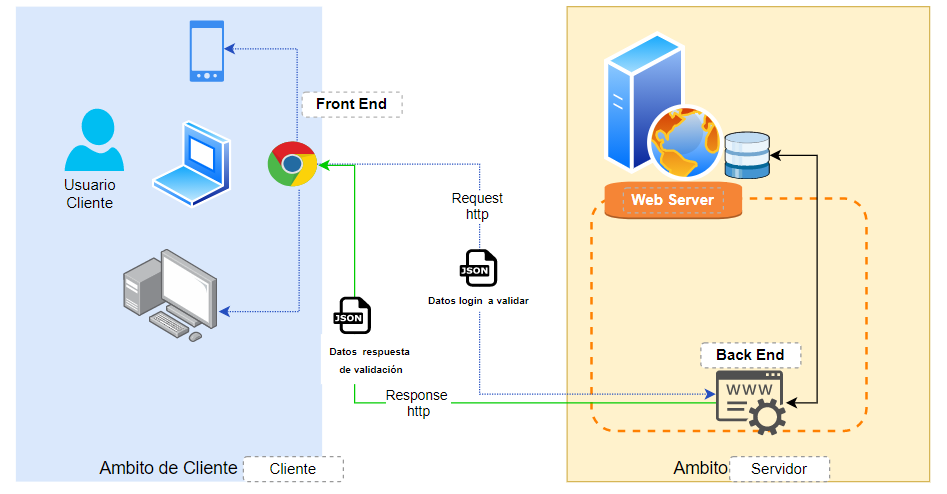 Front End
Usuario
Cliente
Web Server
Request
http
JSON
Datos login a validar
JSON
Datos respuesta
de validación
Back End
WWW
Response
http
Ambito de Cliente
Cliente
Ambito
Servidor